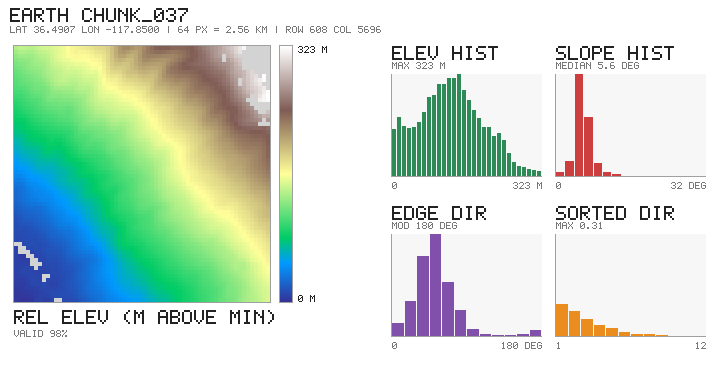 EARTH CHUNK_037
LAT 36.4907 LON -117.8500 | 64 PX = 2.56 KM | ROW 608 COL 5696
323 M
0 M
REL ELEV (M ABOVE MIN)
VALID 98%
ELEV HIST
MAX 323 M
0 323 M
SLOPE HIST
MEDIAN 5.6 DEG
0 32 DEG
EDGE DIR
MOD 180 DEG
0 180 DEG
SORTED DIR
MAX 0.31
1 12